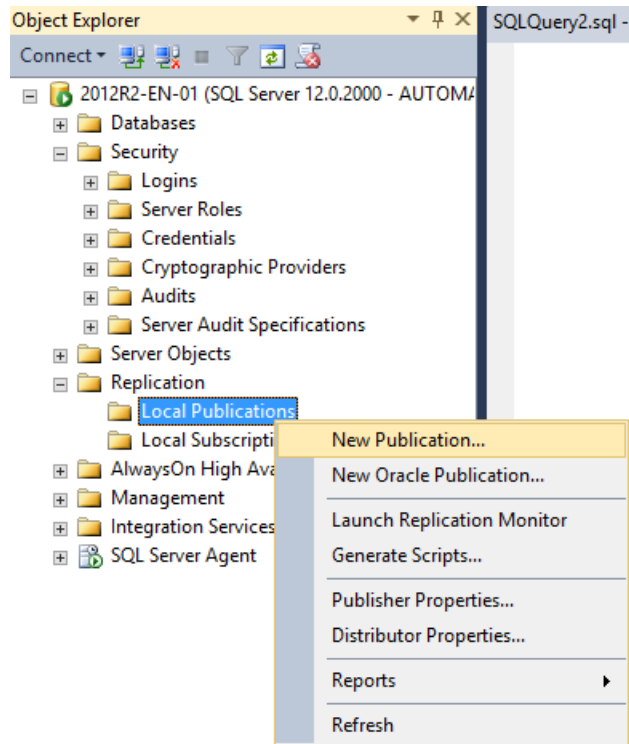 Object Explorer
SQLQuery2.sql -
Connect
2012R2-EN-01 (SQL Server 12.0.2000 - AUTOMA
Databases
Security
Logins
Server Roles
Credentials
Cryptographic Providers
Audits
Server Audit Specifications
Server Objects
Replication
Local Publications
Local Subscripti
AlwaysOn High Ava
Management
Integration Services
SQL Server Agent
New Publication...
New Oracle Publication...
Launch Replication Monitor
Generate Scripts...
Publisher Properties...
Distributor Properties...
Reports
Refresh